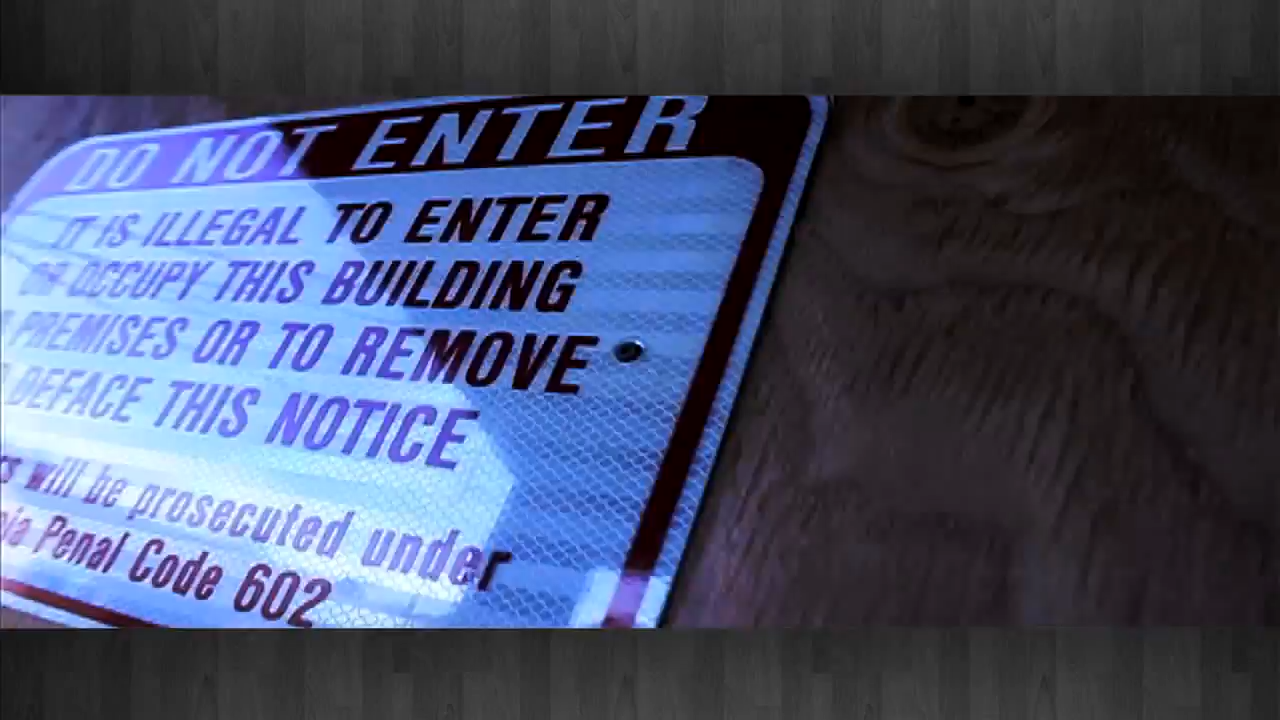 DO NOT ENTER
IT IS ILLEGAL TO ENTER
OR OCCUPY THIS BUILDING
PREMISES OR TO REMOVE
DEFACE THIS NOTICE
will be prosecuted under
Penal Code 602